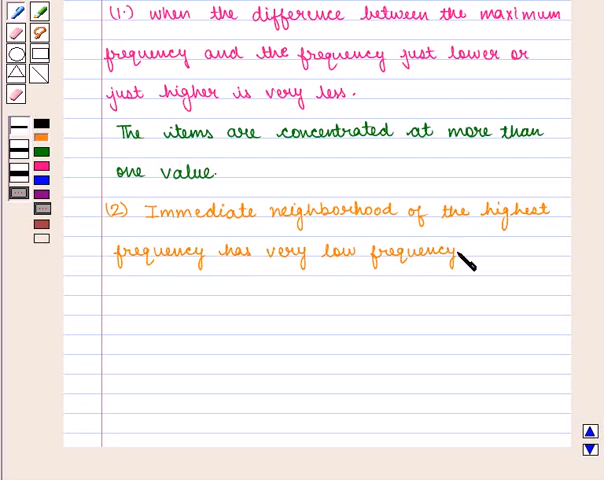 (1.) when the difference between the maximum
frequency and the frequency just lower or
just higher is very less.
The items are concentrated at more than
one value.
(2) Immediate neighborhood of the highest
frequency has very low frequency